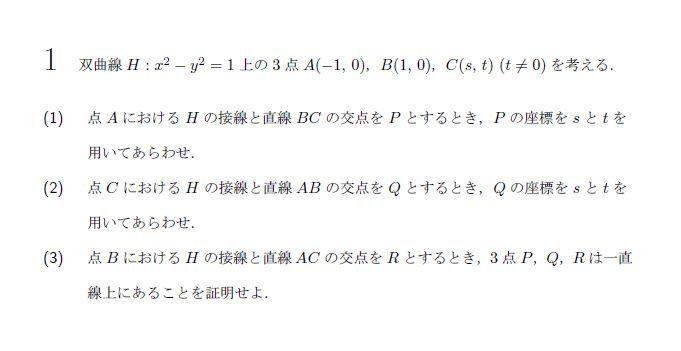 1 双曲線 H : x² − y² = 1 上の 3 点 A(−1, 0), B(1, 0), C(s, t) (t ≠ 0) を考える.
(1) 点 A における H の接線と直線 BC の交点を P とするとき, P の座標を s と t を
用いてあらわせ.
(2) 点 C における H の接線と直線 AB の交点を Q とするとき, Q の座標を s と t を
用いてあらわせ.
(3) 点 B における H の接線と直線 AC の交点を R とするとき, 3 点 P, Q, R は一直
線上にあることを証明せよ.